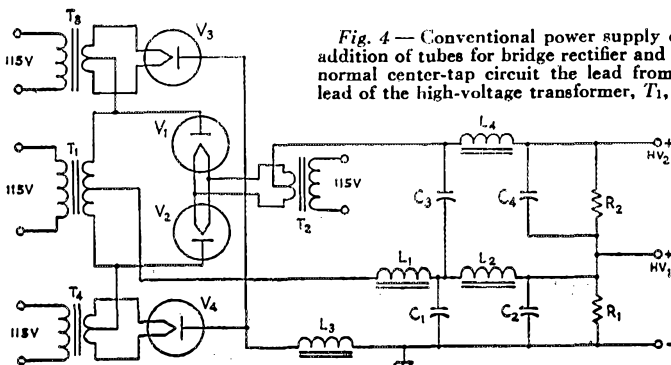 Fig. 4 — Conventional power supply
addition of tubes for bridge rectifier and
normal center-tap circuit the lead from
lead of the high-voltage transformer, T1,
T3
V3
115V
L4
V1
HV2
T1
115V
115V
C3
C4
R2
T2
V2
HV1
L1
L2
T4
V4
C1
C2
R1
115V
L3